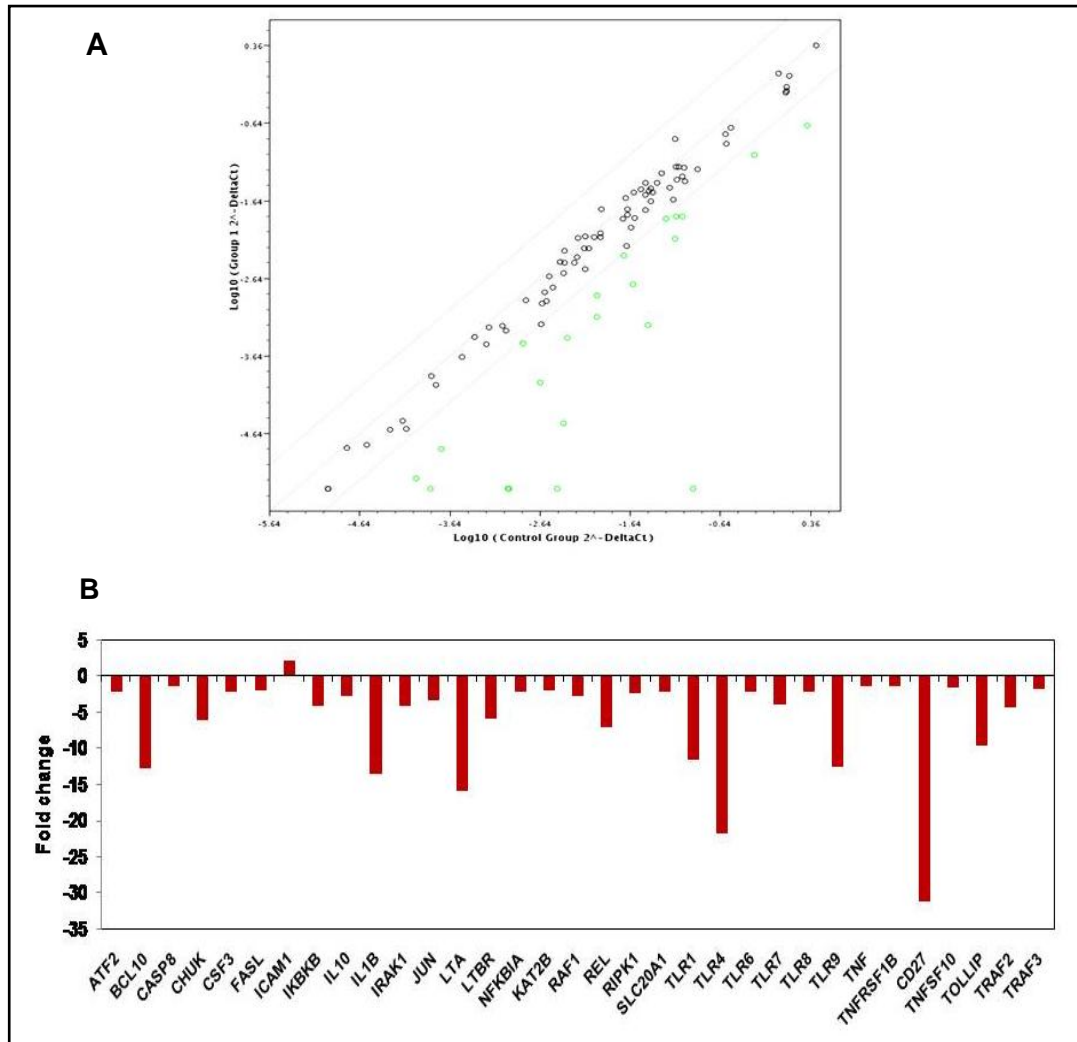 A
0.36
-0.64
-1.64
-2.64
-3.64
-4.64
Log10 (Group 1 2^-DeltaCt)
-5.64 -4.64 -3.64 -2.64 -1.64 -0.64 0.36
Log10 (Control Group 2^-DeltaCt)
B
5
0
-5
-10
-15
-20
-25
-30
-35
Fold change
ATF2 BCL10 CASP8 CHUK CSF3 FASL ICAM1 IKBKB IL10 IL1B IRAK1 JUN LTA LTBR NFKBIA KAT2B RAF1 REL RIPK1 SLC20A1 TLR1 TLR4 TLR6 TLR7 TLR8 TLR9 TNF TNFRSF1B CD27 TNFSF10 TOLLIP TRAF2 TRAF3